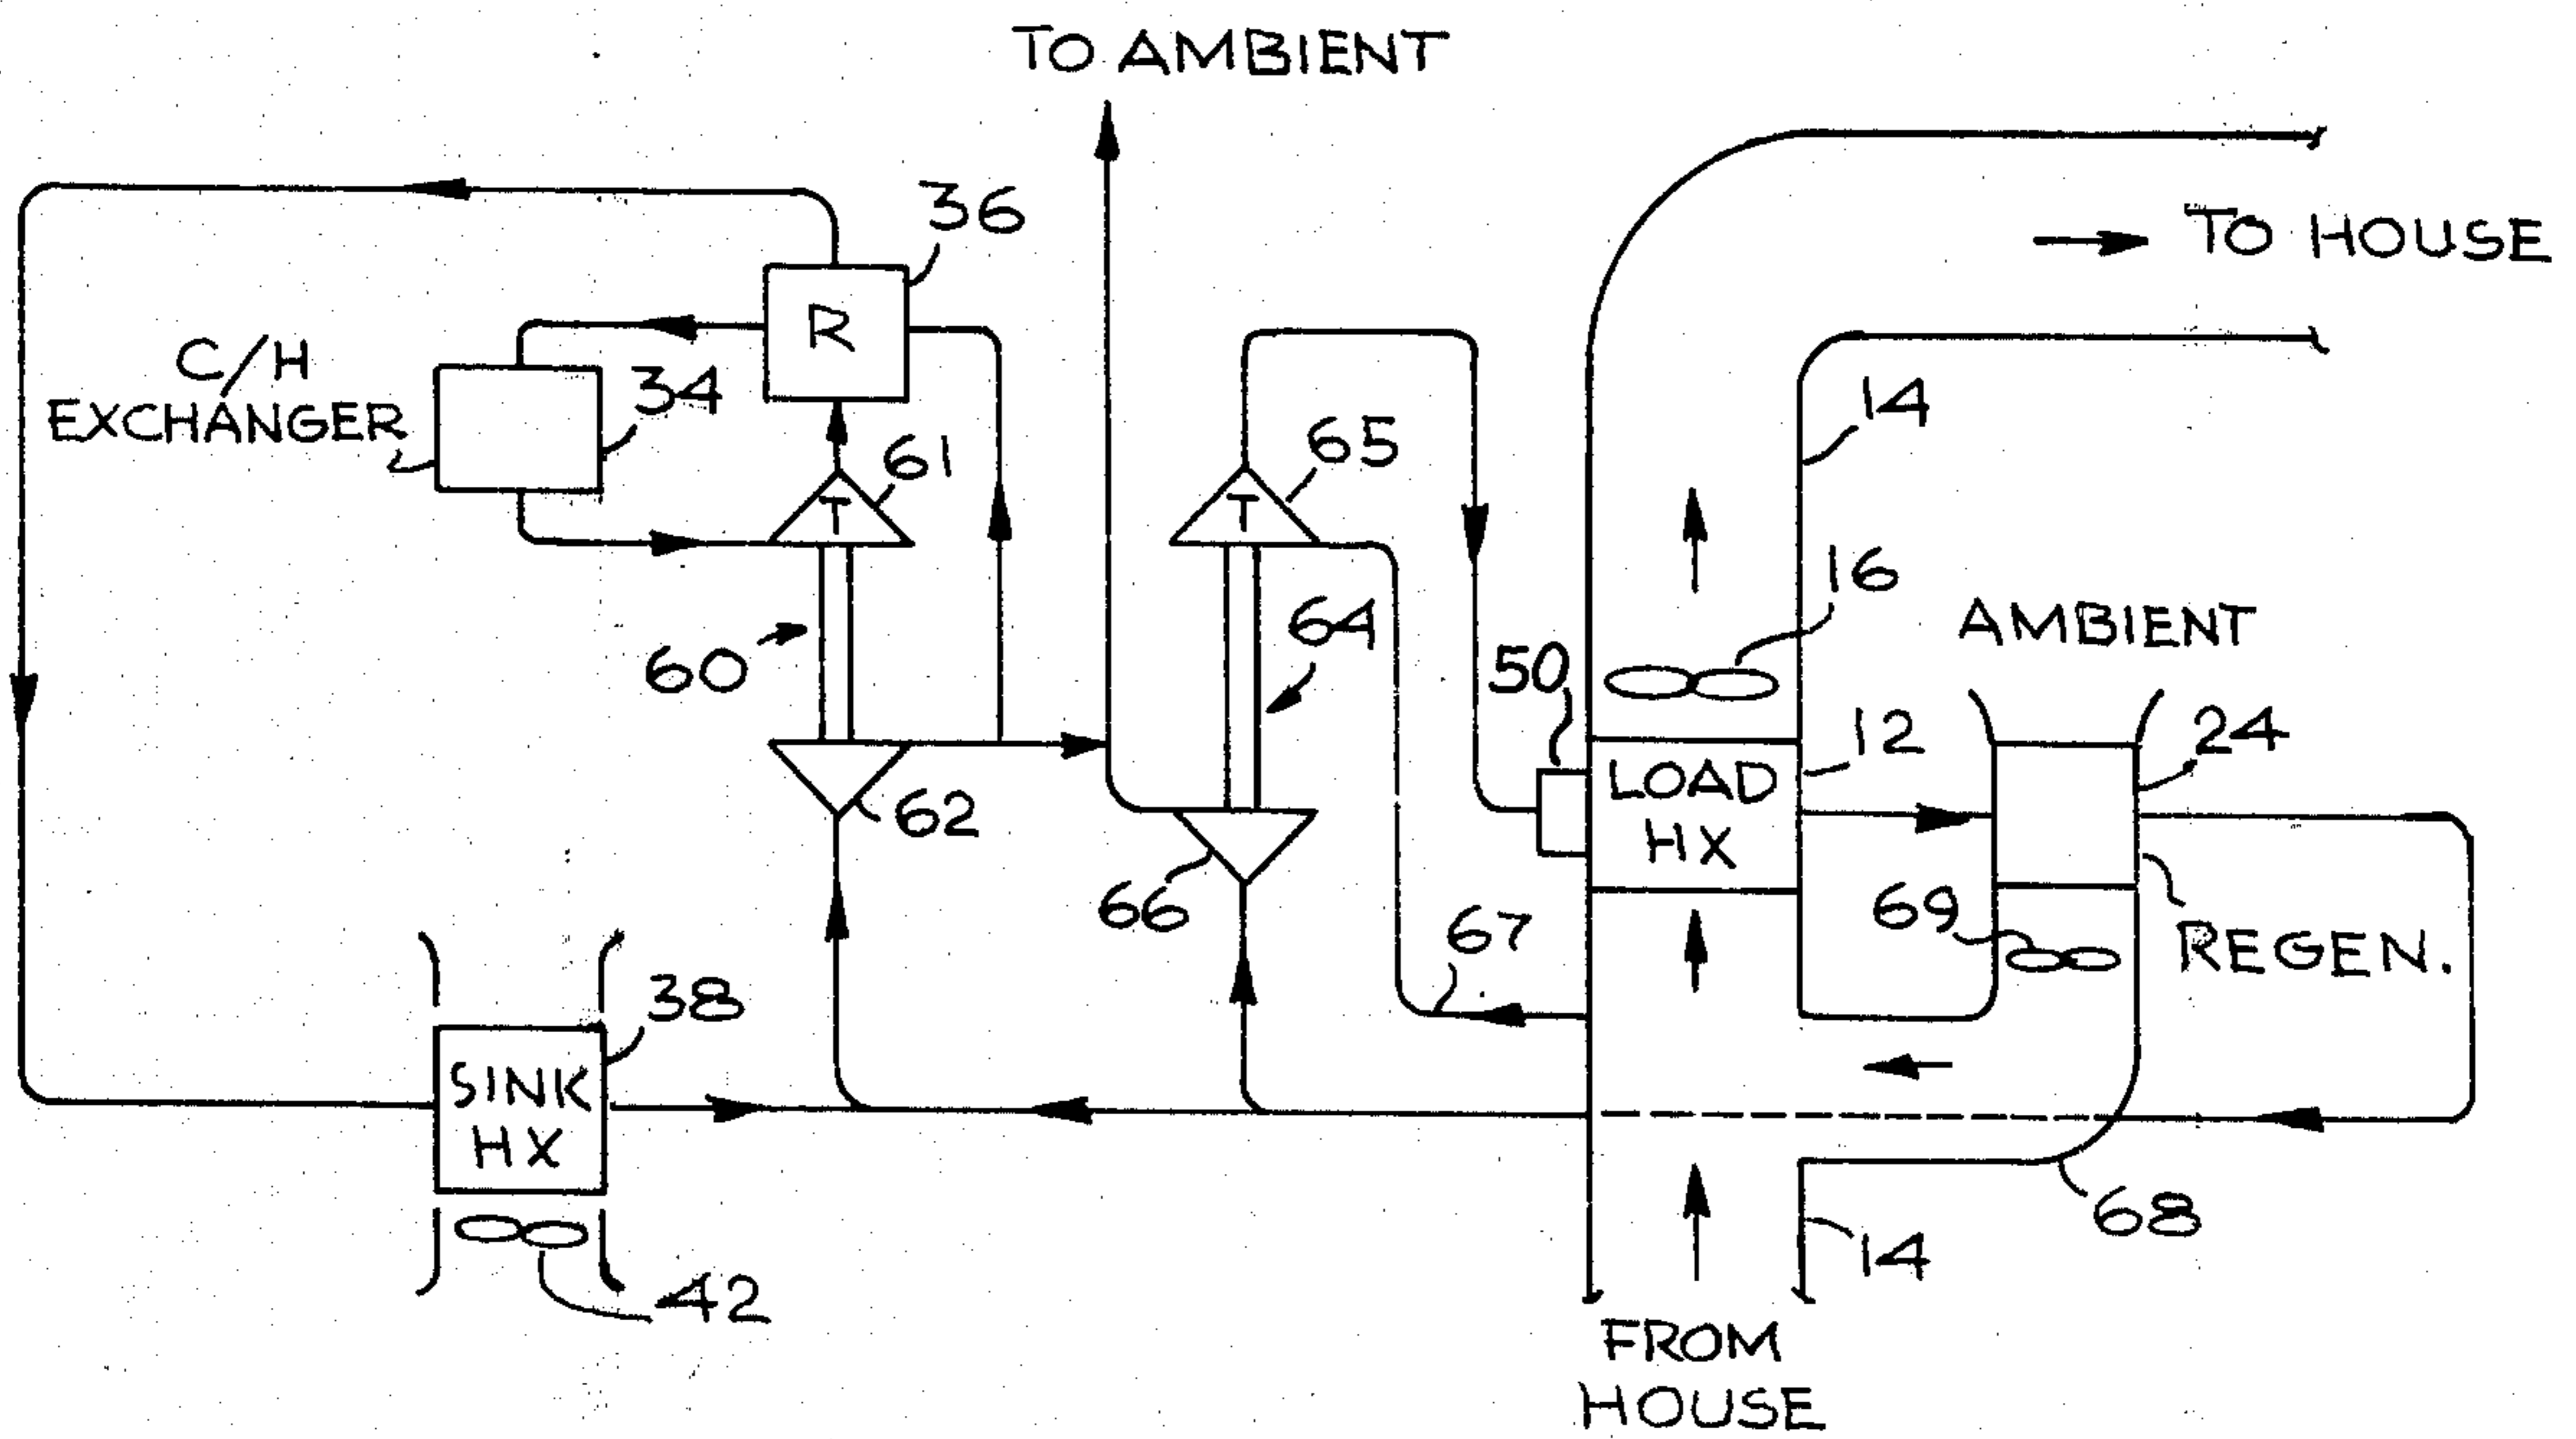 TO AMBIENT
36
TO HOUSE
R
C/H
EXCHANGER
34
14
61
65
T
T
16
AMBIENT
64
60
50
12
24
LOAD
HX
62
66
69
67
REGEN.
38
SINK
HX
68
14
42
FROM
HOUSE